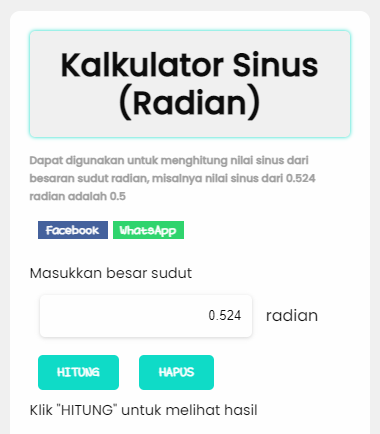 Kalkulator Sinus
(Radian)
Dapat digunakan untuk menghitung nilai sinus dari
besaran sudut radian, misalnya nilai sinus dari 0.524
radian adalah 0.5
Facebook WhatsApp
Masukkan besar sudut
0.524 radian
HITUNG HAPUS
Klik "HITUNG" untuk melihat hasil